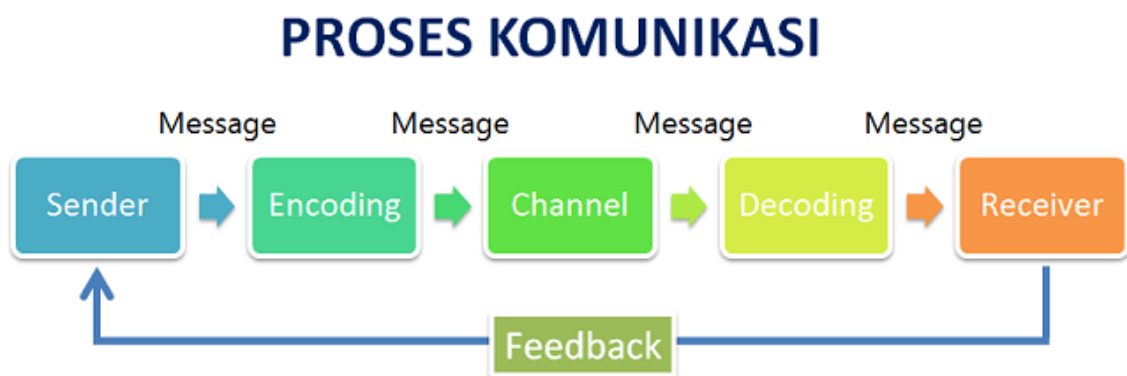 PROSES KOMUNIKASI
Message Message Message Message
Sender Encoding Channel Decoding Receiver
Feedback